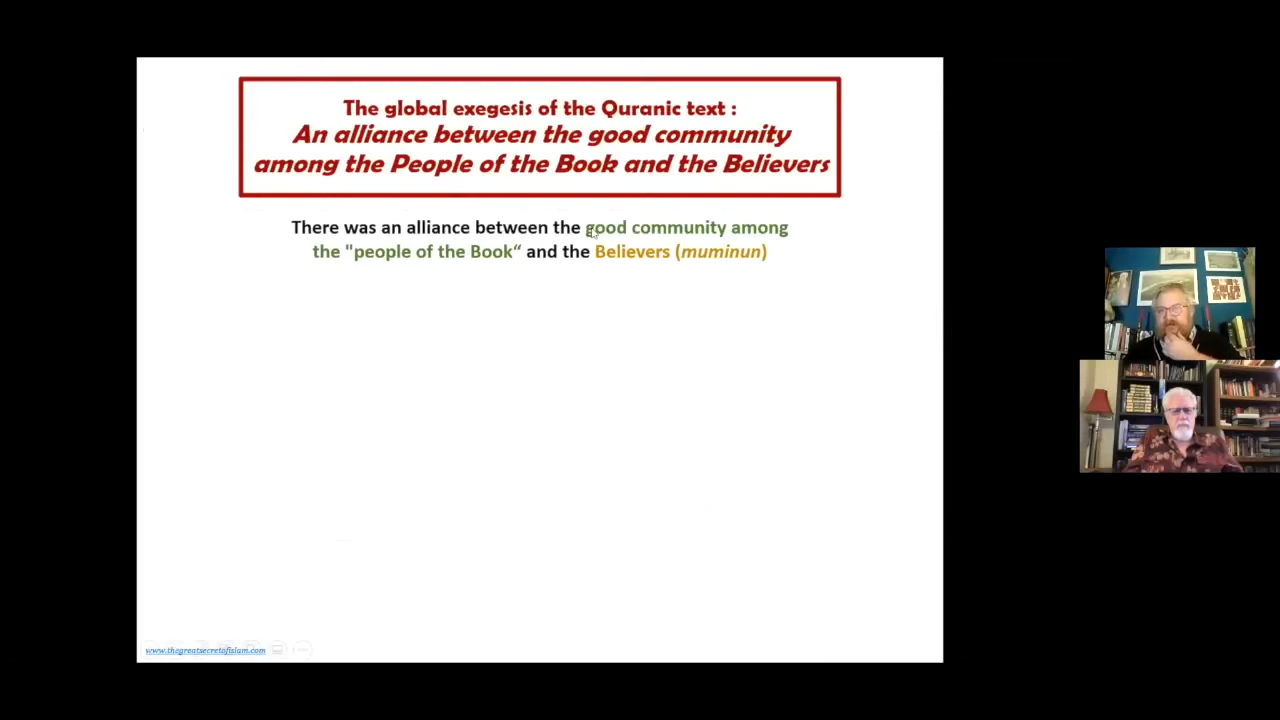 The global exegesis of the Quranic text :
An alliance between the good community
among the People of the Book and the Believers
There was an alliance between the good community among
the "people of the Book“ and the Believers (muminun)
www.thegreatsecretofislam.com